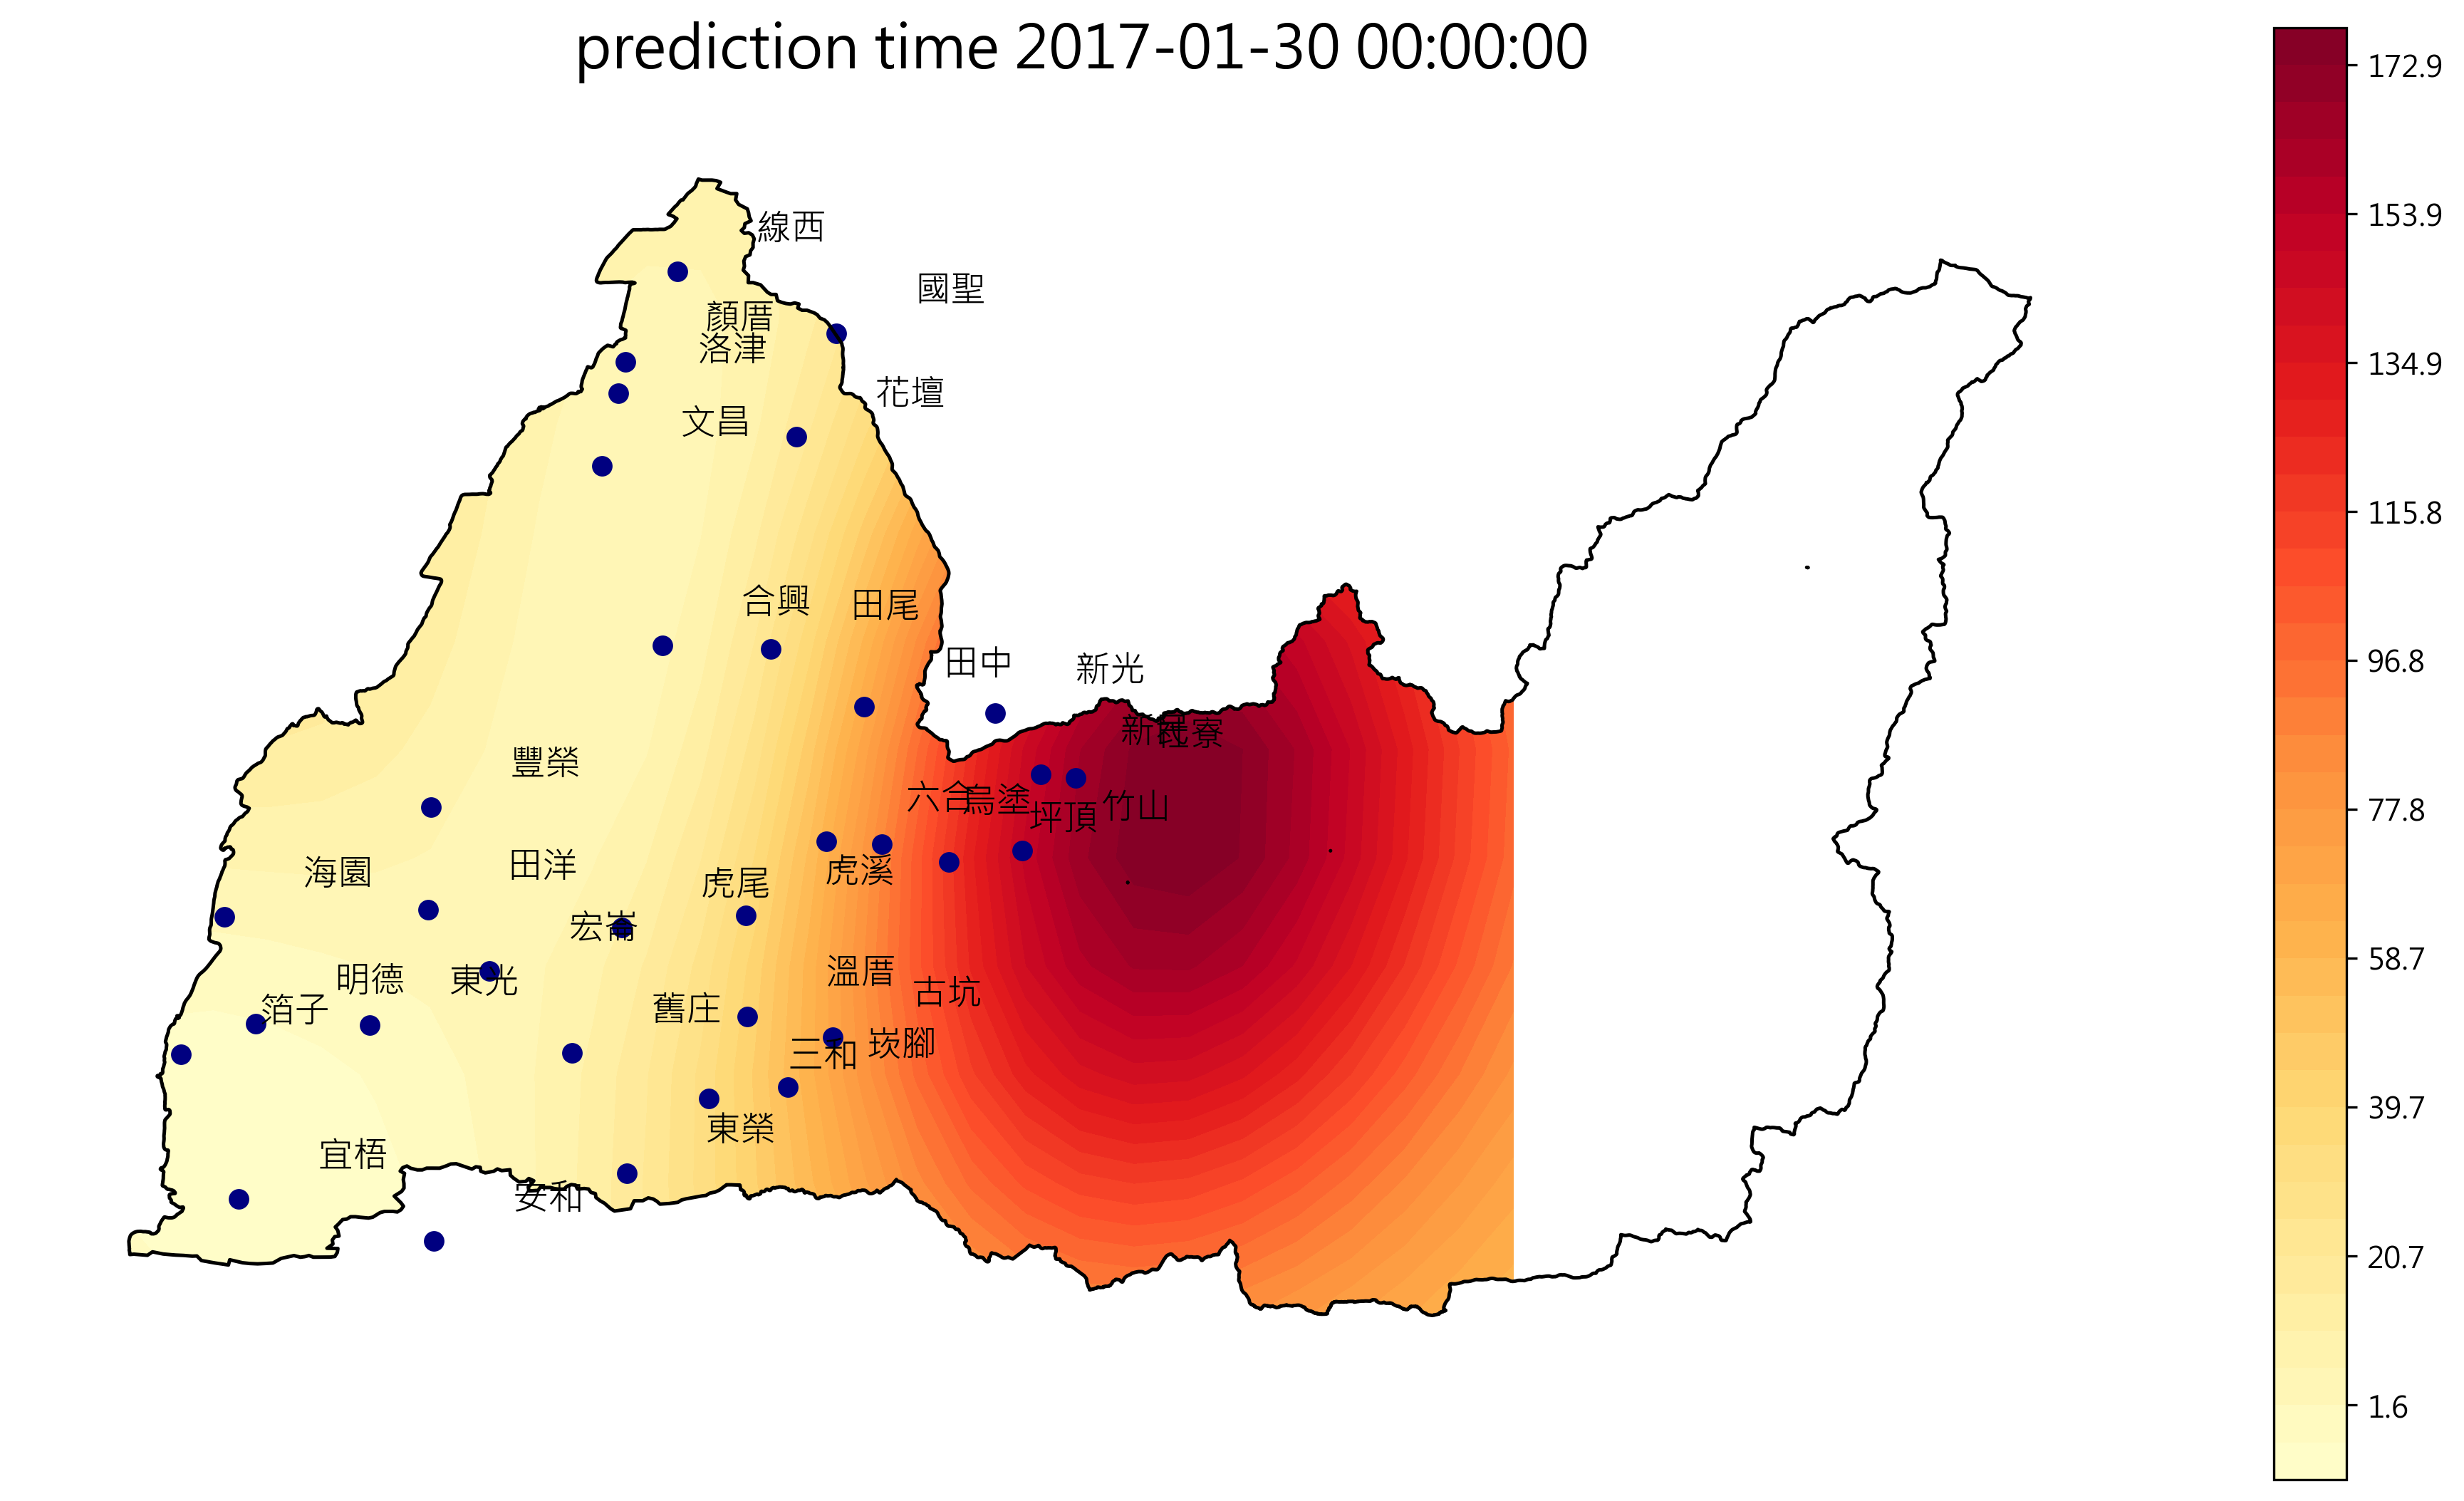 prediction time 2017-01-30 00:00:00
172.9
153.9
134.9
115.8
96.8
77.8
58.7
39.7
20.7
1.6
線西
國聖
顏厝
洛津
花壇
文昌
合興
田尾
田中
新光
新民
社寮
豐榮
六合
烏塗
坪頂
竹山
海園
田洋
虎尾
虎溪
宏崙
明德
東光
溫厝
箔子
舊庄
古坑
三和
崁腳
東榮
宜梧
安和